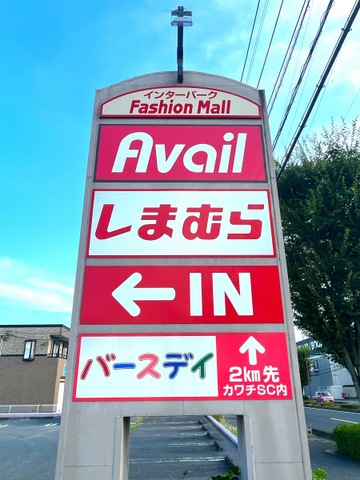 インターパーク
Fashion Mall
Avail
しまむら
← IN
バースデイ
↑
2km先
カワチSC内